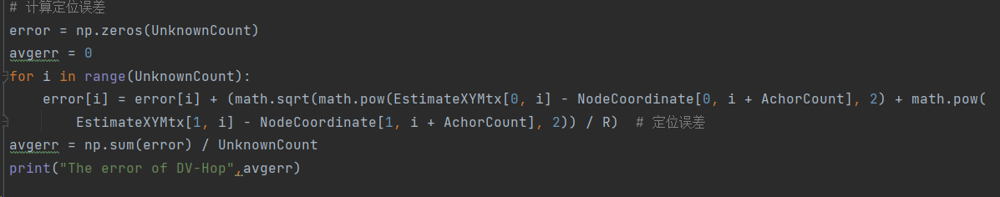 # 计算定位误差
error = np.zeros(UnknownCount)
avgerr = 0
for i in range(UnknownCount):
    error[i] = error[i] + (math.sqrt(math.pow(EstimateXYMtx[0, i] - NodeCoordinate[0, i + AchorCount], 2) + math.pow(
        EstimateXYMtx[1, i] - NodeCoordinate[1, i + AchorCount], 2)) / R)  # 定位误差
avgerr = np.sum(error) / UnknownCount
print("The error of DV-Hop",avgerr)